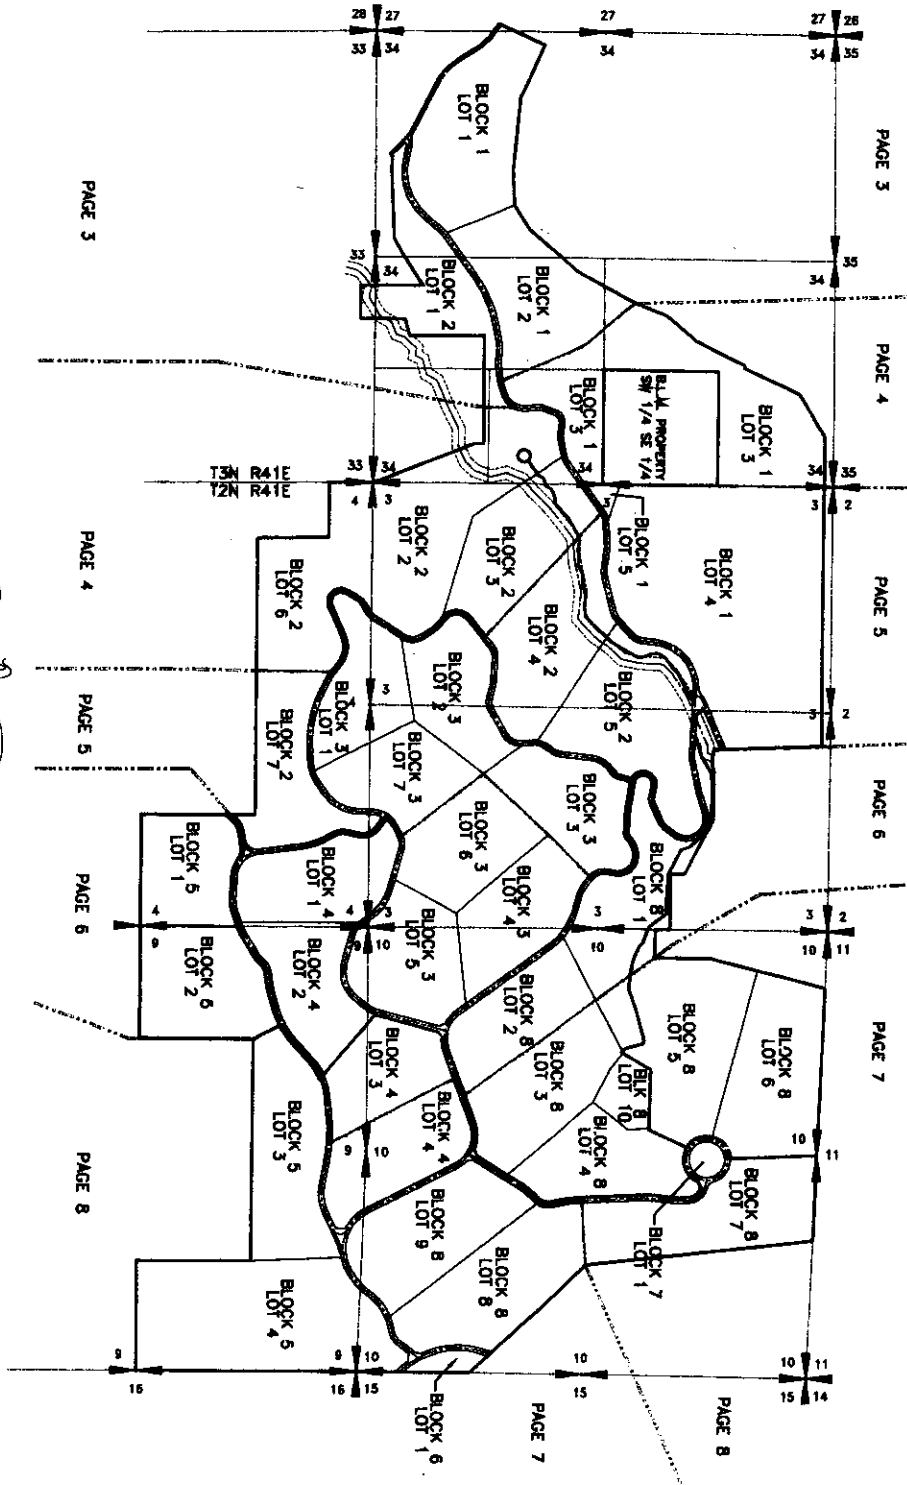 28 27
33 34
27
34
27 26
34 35
PAGE 3
PAGE 3
BLOCK 1
LOT 1
33
34
35
34
BLOCK 2
LOT 1
BLOCK 1
LOT 2
PAGE 4
BLOCK 1
LOT 3
B.L.M. PROPERTY
SW 1/4 SE 1/4
BLOCK 1
LOT 3
T3N R41E
T2N R41E
33 34
4 3
34
3
34 35
3 2
PAGE 4
BLOCK 2
LOT 2
BLOCK 2
LOT 3
BLOCK 1
LOT 5
BLOCK 1
LOT 4
PAGE 5
BLOCK 2
LOT 6
BLOCK 2
LOT 4
BLOCK 2
LOT 5
BLOCK 3
LOT 2
3
3 2
PAGE 5
BLOCK 2
LOT 7
BLOCK 3
LOT 1
BLOCK 3
LOT 7
BLOCK 3
LOT 3
PAGE 6
BLOCK 3
LOT 6
BLOCK 5
LOT 1
BLOCK 4
LOT 1
BLOCK 3
LOT 4
BLOCK 8
LOT 1
PAGE 6
4
9
4 3
9 10
3
10
3 2
10 11
BLOCK 3
LOT 5
LOT 2
BLOCK 4
LOT 2
BLOCK 8
LOT 2
BLOCK 8
LOT 5
BLOCK 8
LOT 6
PAGE 7
BLOCK 4
LOT 3
BLOCK 8
LOT 3
BLK 8
LOT 10
BLOCK 5
LOT 3
BLOCK 4
LOT 4
BLOCK 8
LOT 4
9 10
10
11
PAGE 8
BLOCK 8
LOT 9
BLOCK 8
LOT 7
BLOCK 7
LOT 1
BLOCK 5
LOT 4
BLOCK 8
LOT 8
9
16
9 10
16 15
10
15
10 11
15 14
BLOCK 6
LOT 1
PAGE 7
PAGE 8